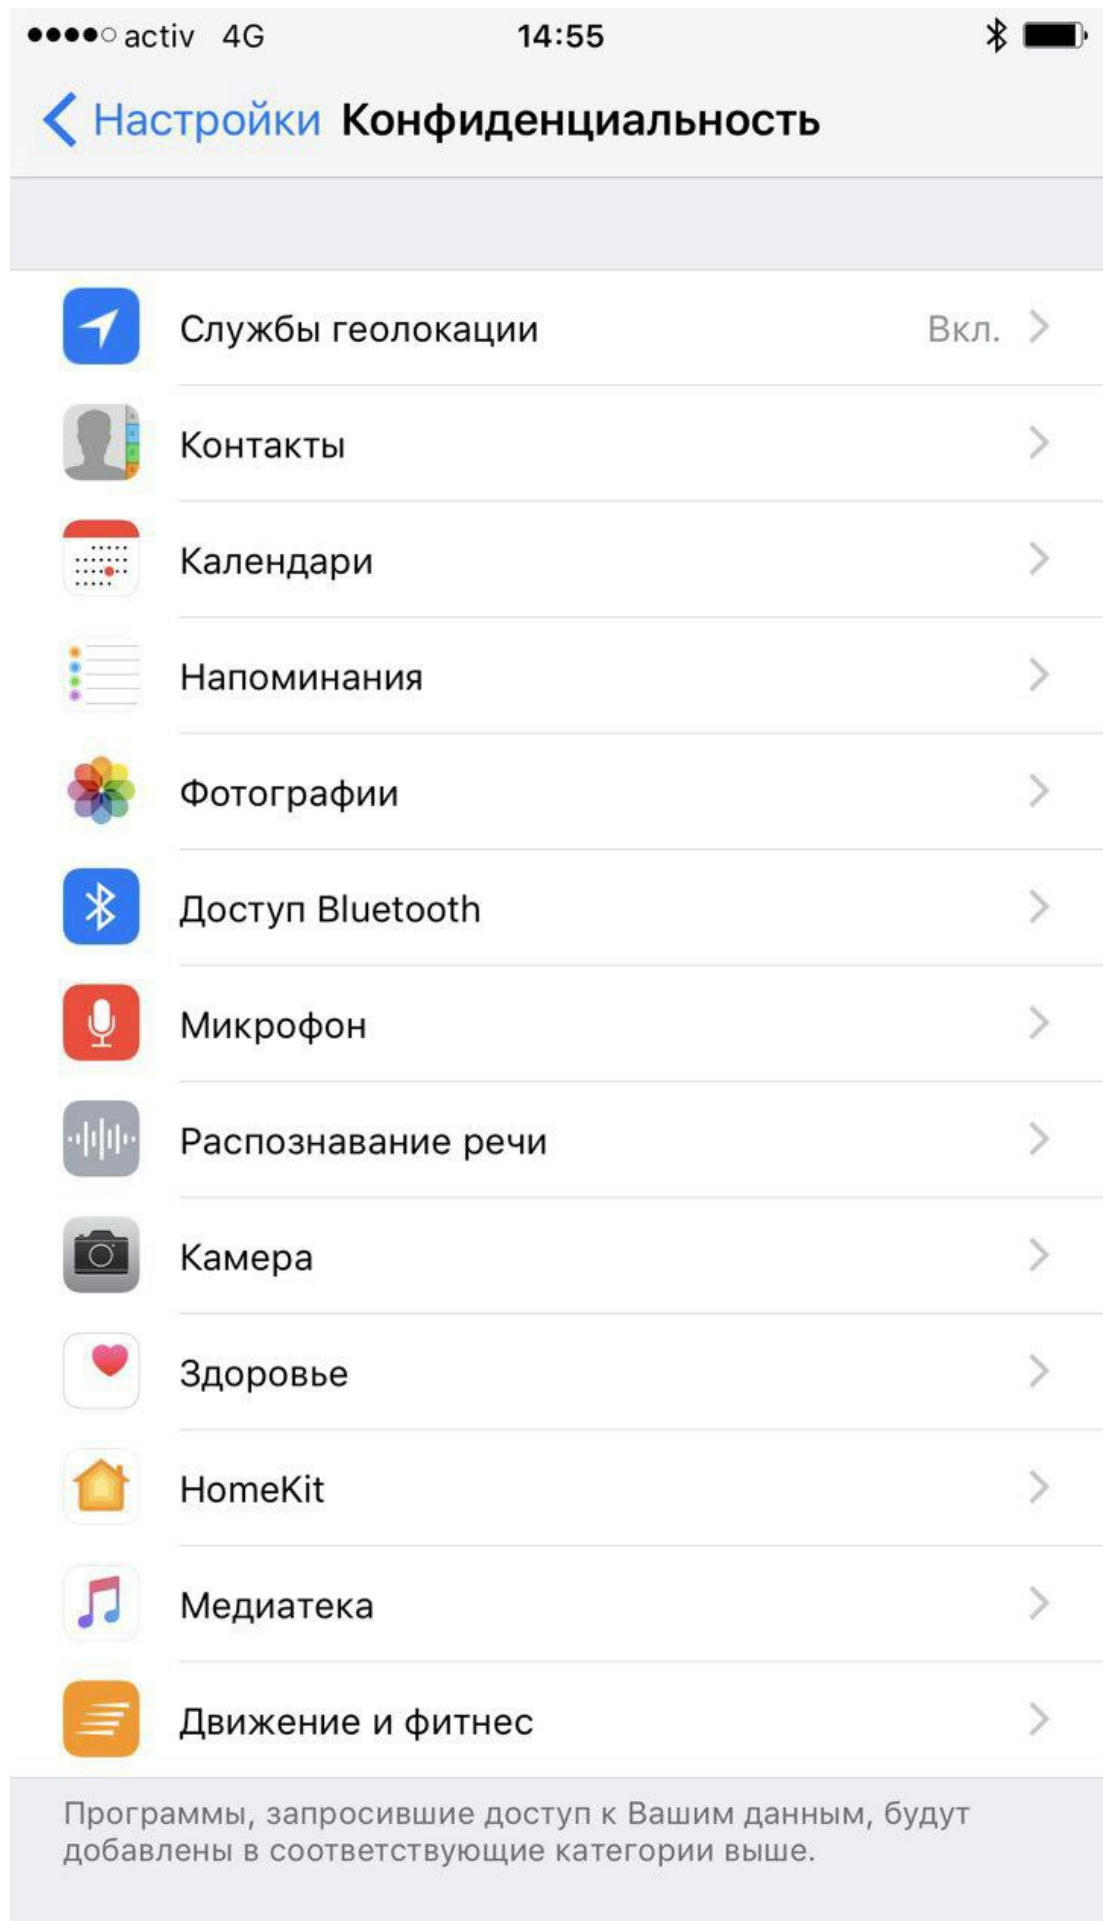 activ 4G 14:55
Настройки Конфиденциальность
Службы геолокации Вкл.
Контакты
Календари
Напоминания
Фотографии
Доступ Bluetooth
Микрофон
Распознавание речи
Камера
Здоровье
HomeKit
Медиатека
Движение и фитнес
Программы, запросившие доступ к Вашим данным, будут
добавлены в соответствующие категории выше.